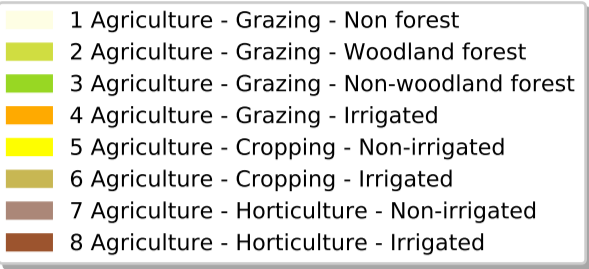 1 Agriculture - Grazing - Non forest
2 Agriculture - Grazing - Woodland forest
3 Agriculture - Grazing - Non-woodland forest
4 Agriculture - Grazing - Irrigated
5 Agriculture - Cropping - Non-irrigated
6 Agriculture - Cropping - Irrigated
7 Agriculture - Horticulture - Non-irrigated
8 Agriculture - Horticulture - Irrigated